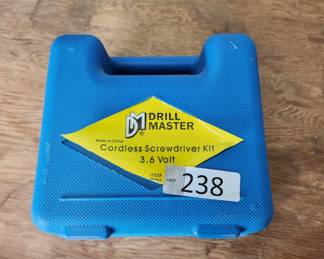 DM DRILL
MASTER
®
Made in CHINA
Cordless Screwdriver Kit
3.6 Volt
ITEM
238